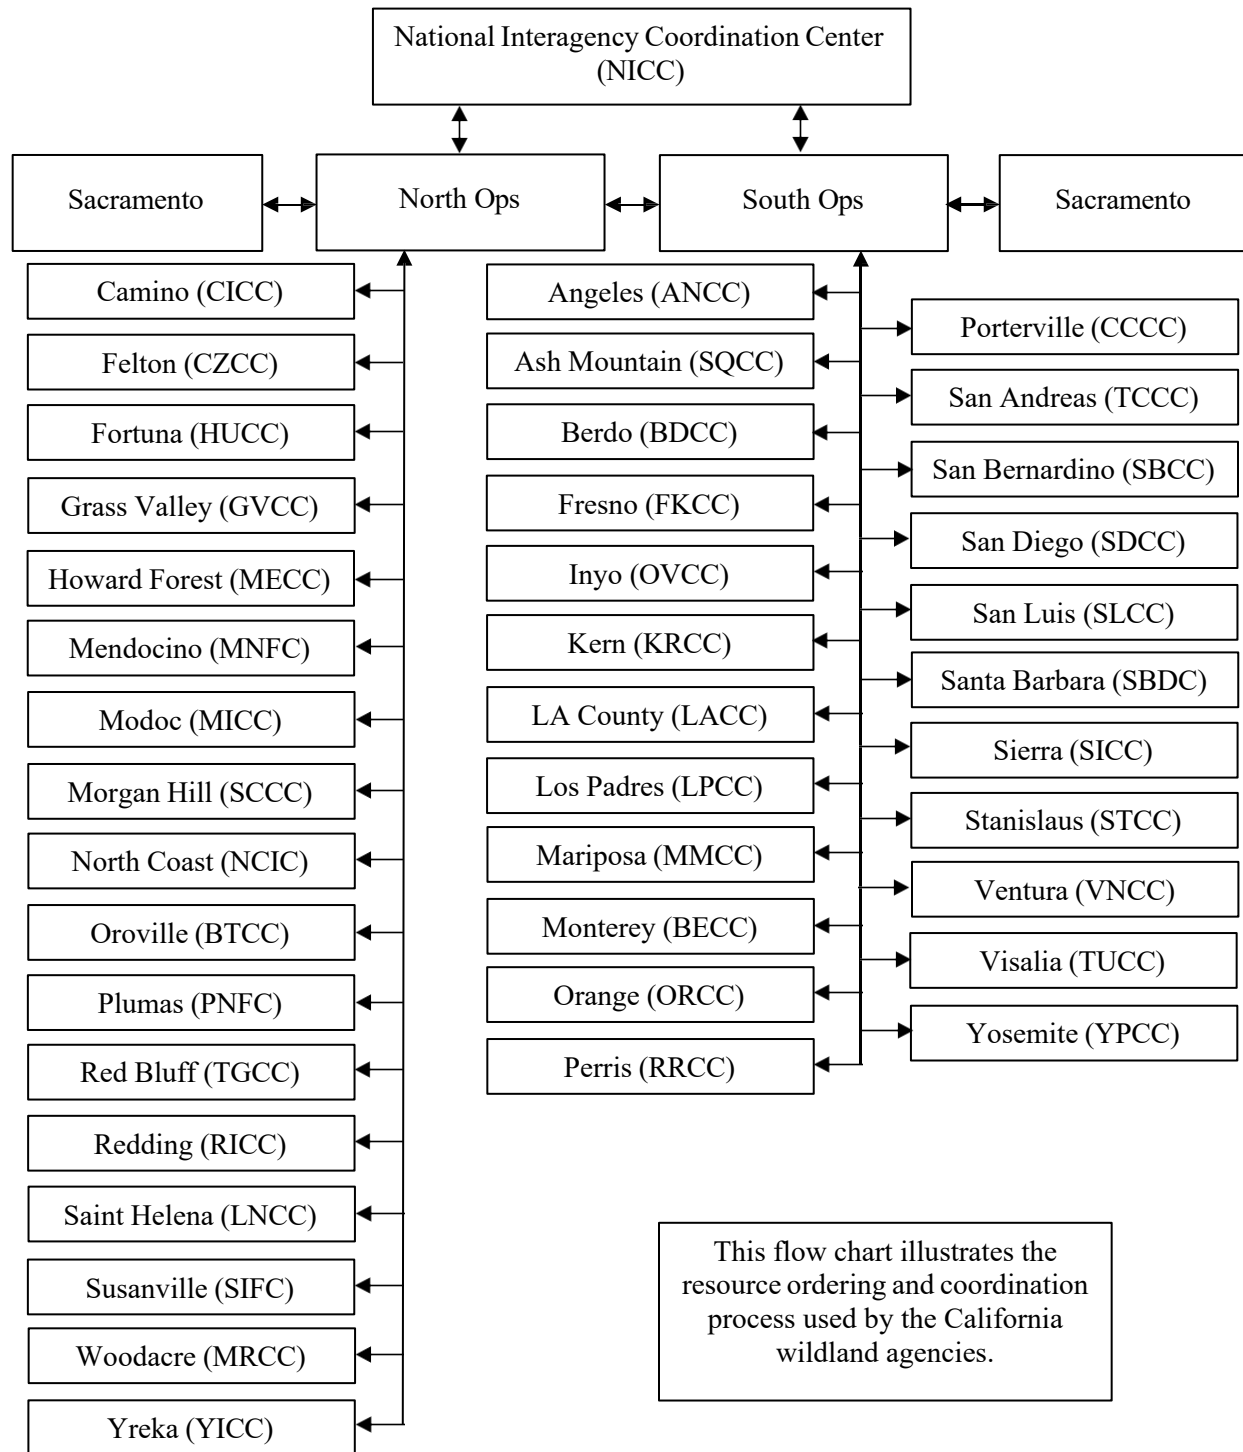 National Interagency Coordination Center
(NICC)
Sacramento
North Ops
South Ops
Sacramento
Camino (CICC)
Felton (CZCC)
Fortuna (HUCC)
Grass Valley (GVCC)
Howard Forest (MECC)
Mendocino (MNFC)
Modoc (MICC)
Morgan Hill (SCCC)
North Coast (NCIC)
Oroville (BTCC)
Plumas (PNFC)
Red Bluff (TGCC)
Redding (RICC)
Saint Helena (LNCC)
Susanville (SIFC)
Woodacre (MRCC)
Yreka (YICC)
Angeles (ANCC)
Ash Mountain (SQCC)
Berdo (BDCC)
Fresno (FKCC)
Inyo (OVCC)
Kern (KRCC)
LA County (LACC)
Los Padres (LPCC)
Mariposa (MMCC)
Monterey (BECC)
Orange (ORCC)
Perris (RRCC)
Porterville (CCCC)
San Andreas (TCCC)
San Bernardino (SBCC)
San Diego (SDCC)
San Luis (SLCC)
Santa Barbara (SBDC)
Sierra (SICC)
Stanislaus (STCC)
Ventura (VNCC)
Visalia (TUCC)
Yosemite (YPCC)
This flow chart illustrates the
resource ordering and coordination
process used by the California
wildland agencies.